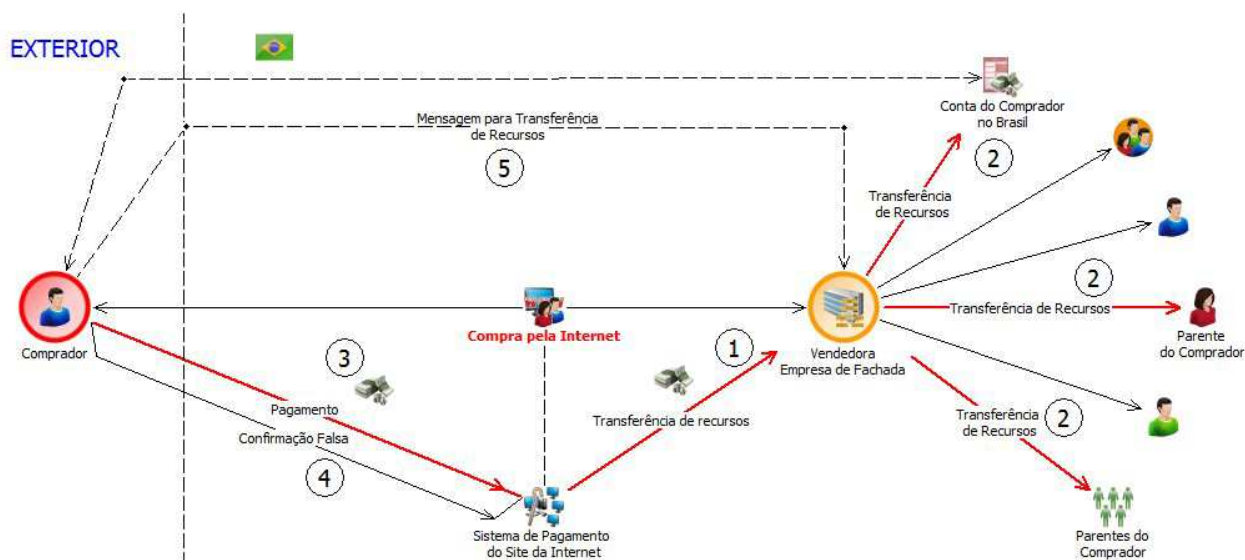 EXTERIOR
Conta do Comprador
no Brasil
Mensagem para Transferência
de Recursos
5
2
Transferência
de Recursos
2
Transferência de Recursos
Parente
do Comprador
Comprador
Compra pela Internet
1
Vendedora
Empresa de Fachada
3
Pagamento
Transferência de recursos
Transferência
de Recursos
2
Confirmação Falsa
4
Sistema de Pagamento
do Site da Internet
Parentes do
Comprador